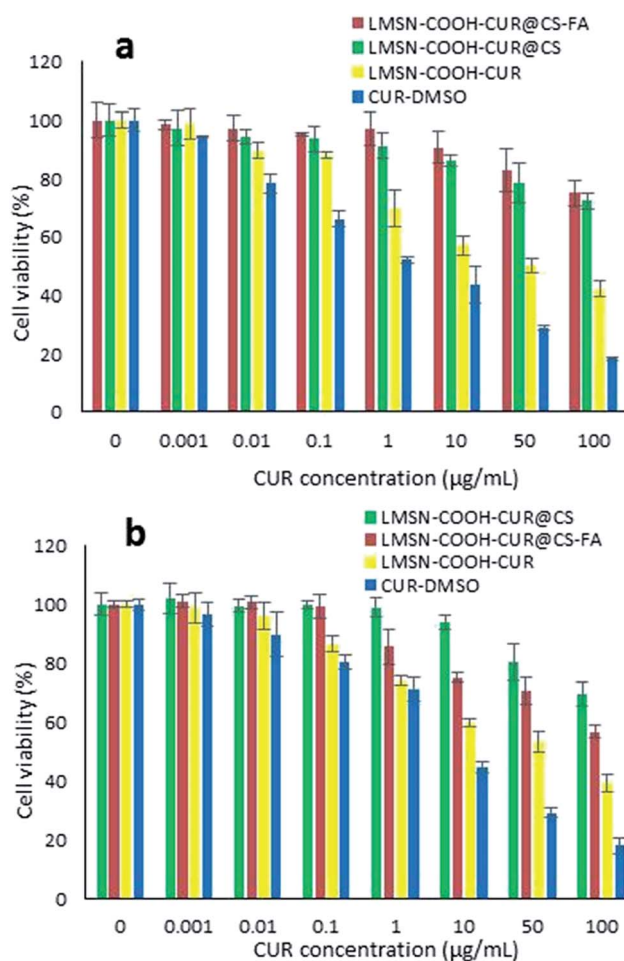 a
LMSN-COOH-CUR@CS-FA
LMSN-COOH-CUR@CS
LMSN-COOH-CUR
CUR-DMSO
120
100
80
60
40
20
0
Cell viability (%)
0 0.001 0.01 0.1 1 10 50 100
CUR concentration (µg/mL)
b
LMSN-COOH-CUR@CS
LMSN-COOH-CUR@CS-FA
LMSN-COOH-CUR
CUR-DMSO
120
100
80
60
40
20
0
Cell viability (%)
0 0.001 0.01 0.1 1 10 50 100
CUR concentration (µg/mL)